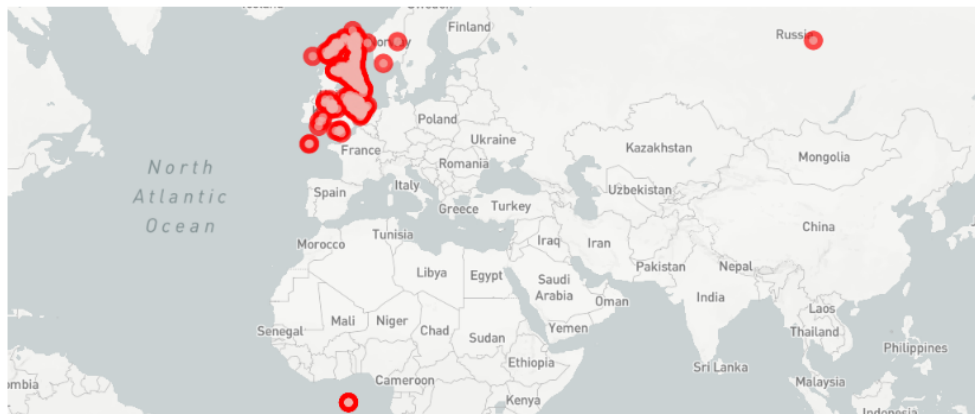 Sweden
Finland
Russia
Poland
Ukraine
Kazakhstan
Mongolia
France
North
Atlantic
Ocean
Romania
Italy
Uzbekistan
Spain
Greece
Turkey
China
Morocco
Tunisia
Iraq
Iran
Pakistan
Nepal
Libya
Egypt
Saudi
Arabia
Oman
India
Laos
Senegal
Mali
Niger
Chad
Sudan
Yemen
Thailand
Philippines
Ethiopia
Sri Lanka
Cameroon
Malaysia
Kenya